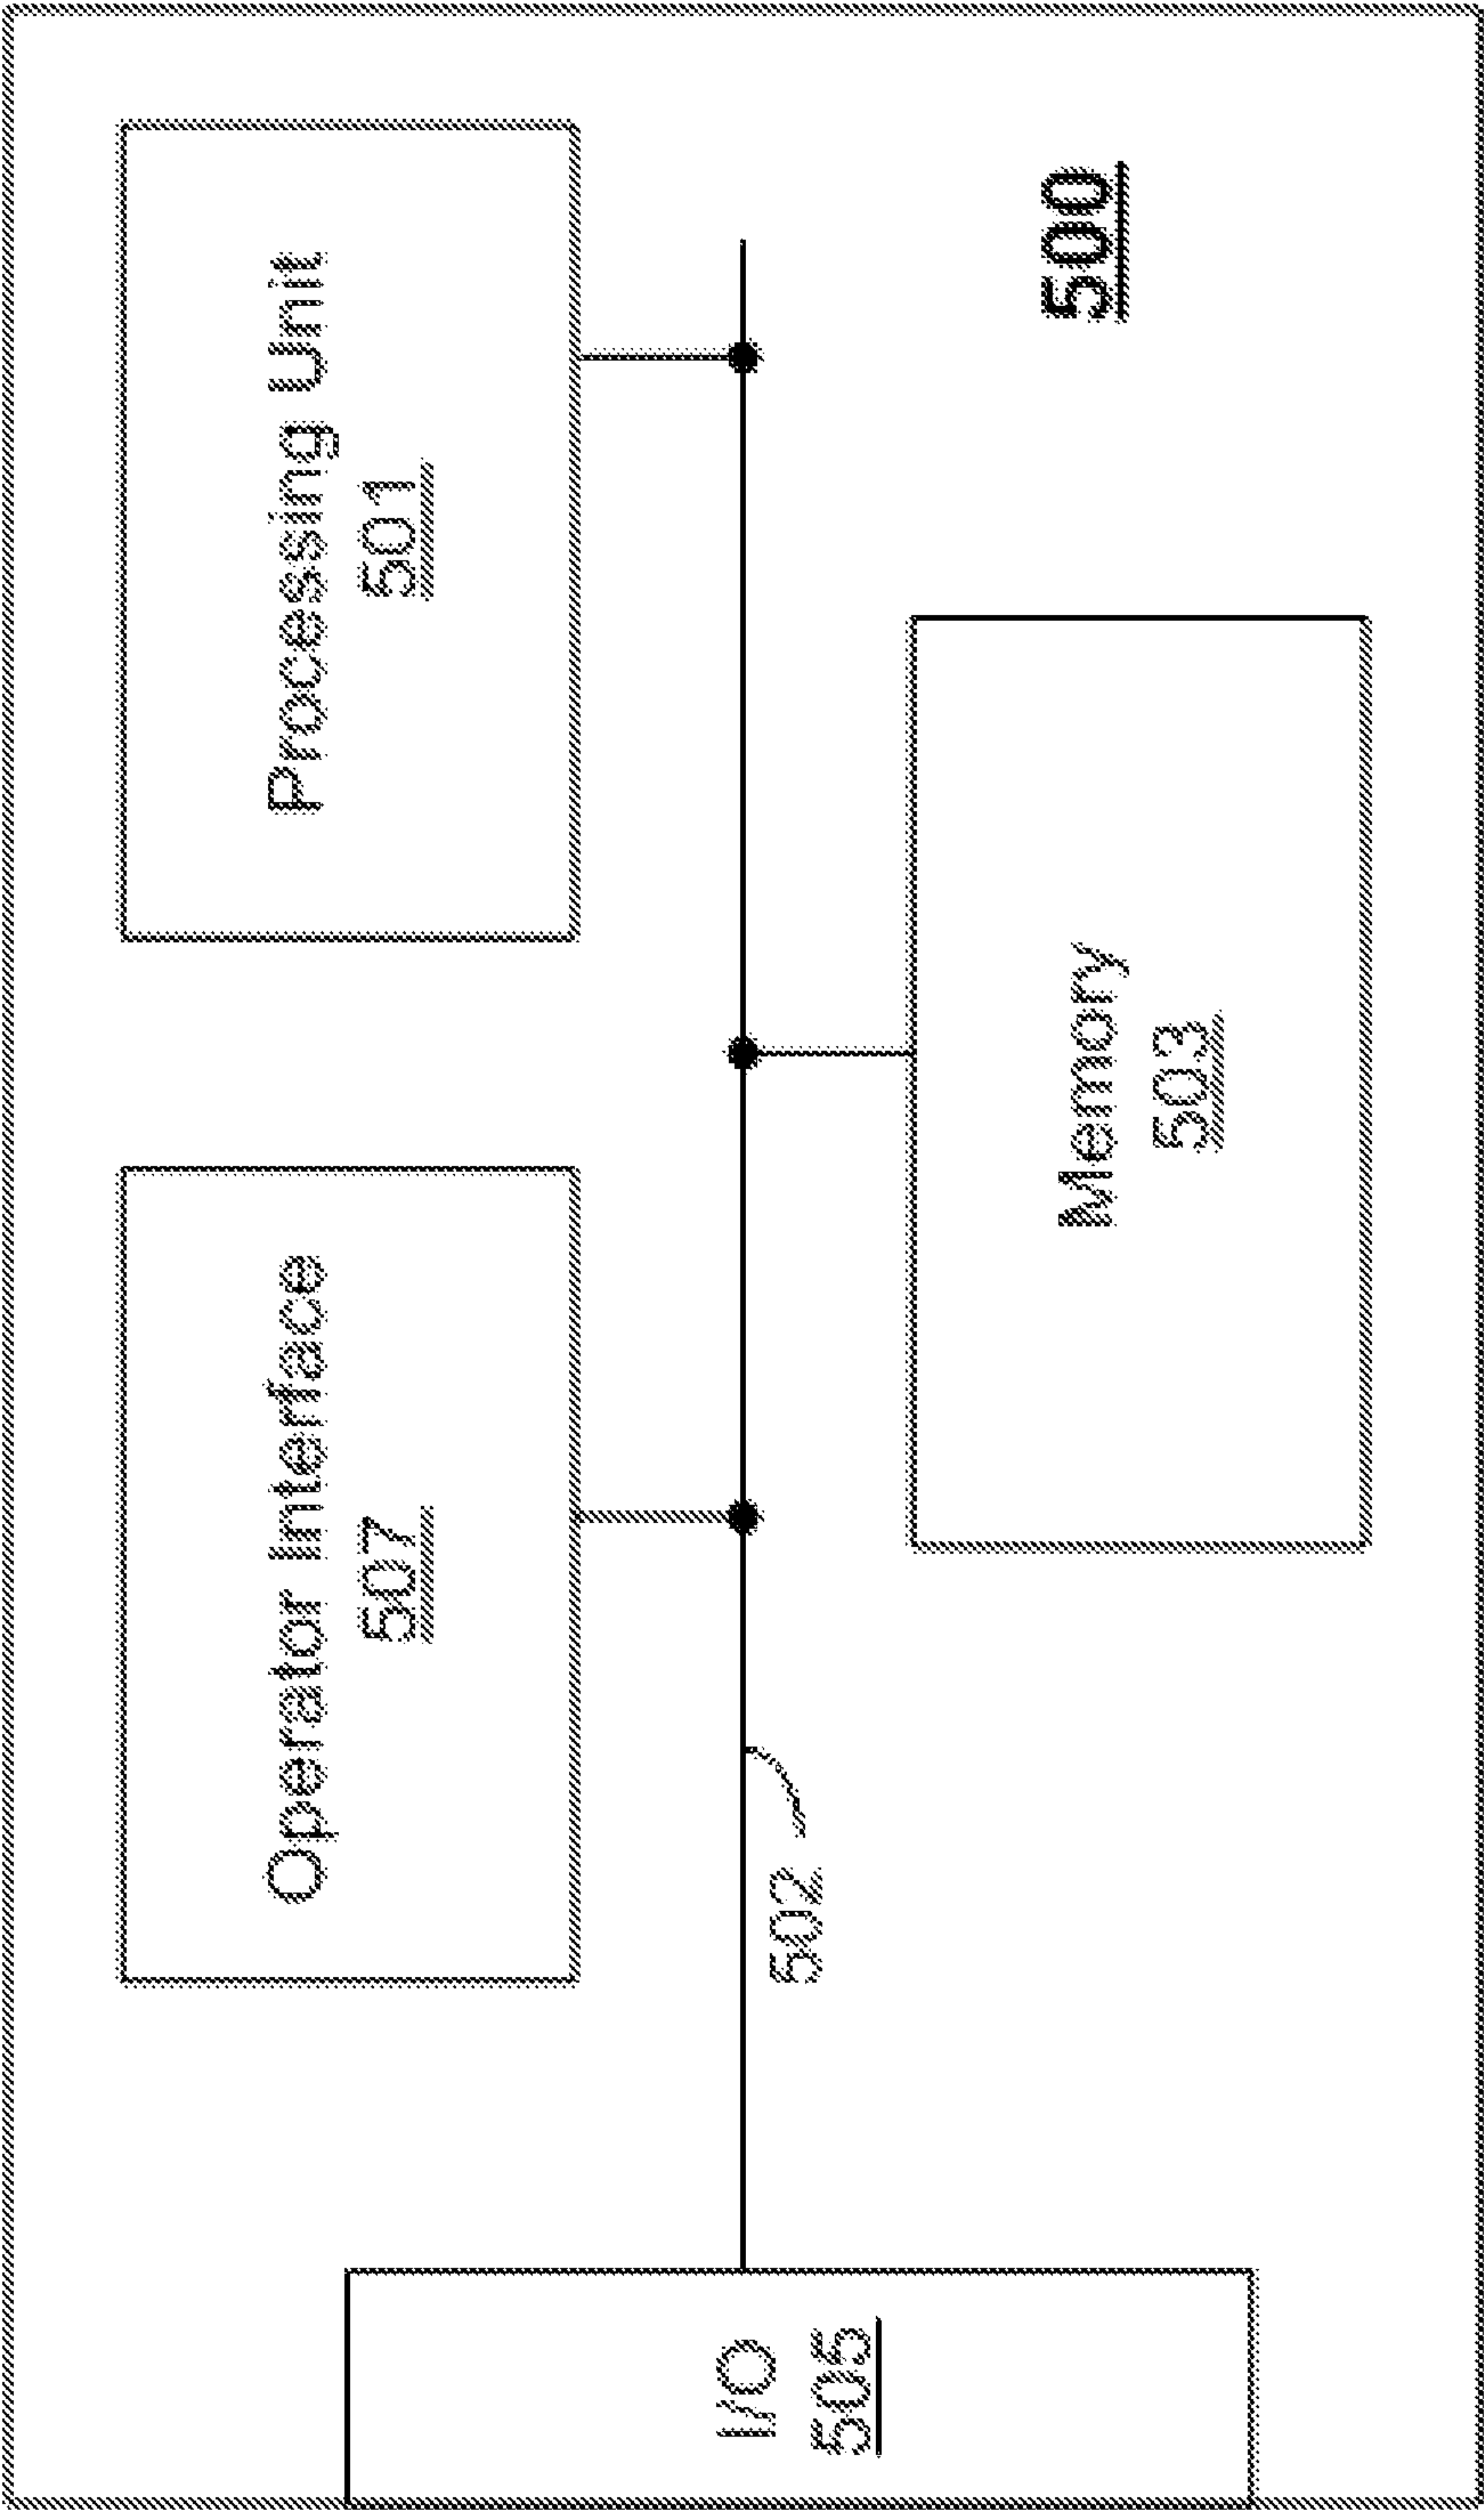 Operator Interface
507
Processing Unit
501
I/O
505
502
Memory
503
500